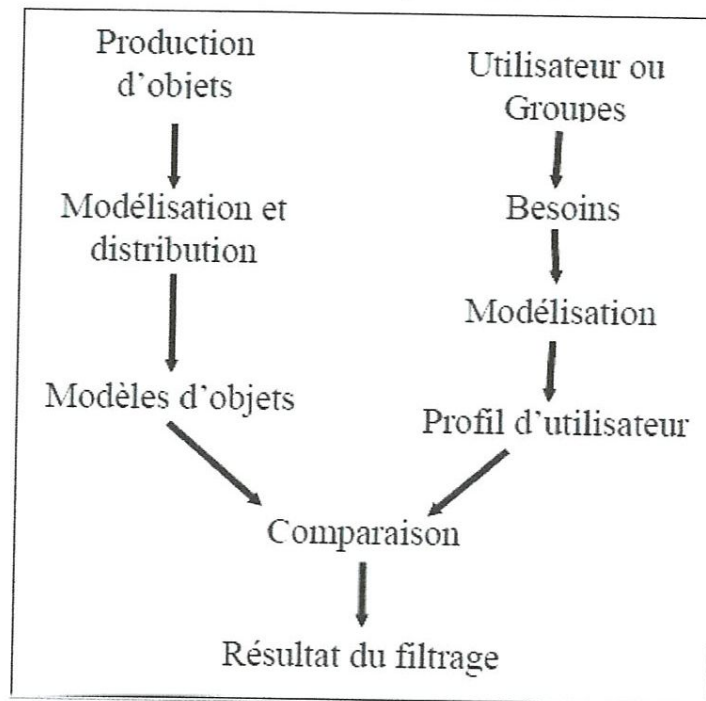 Production
d'objets
Modélisation et
distribution
Modèles d'objets
Utilisateur ou
Groupes
Besoins
Modélisation
Profil d'utilisateur
Comparaison
Résultat du filtrage